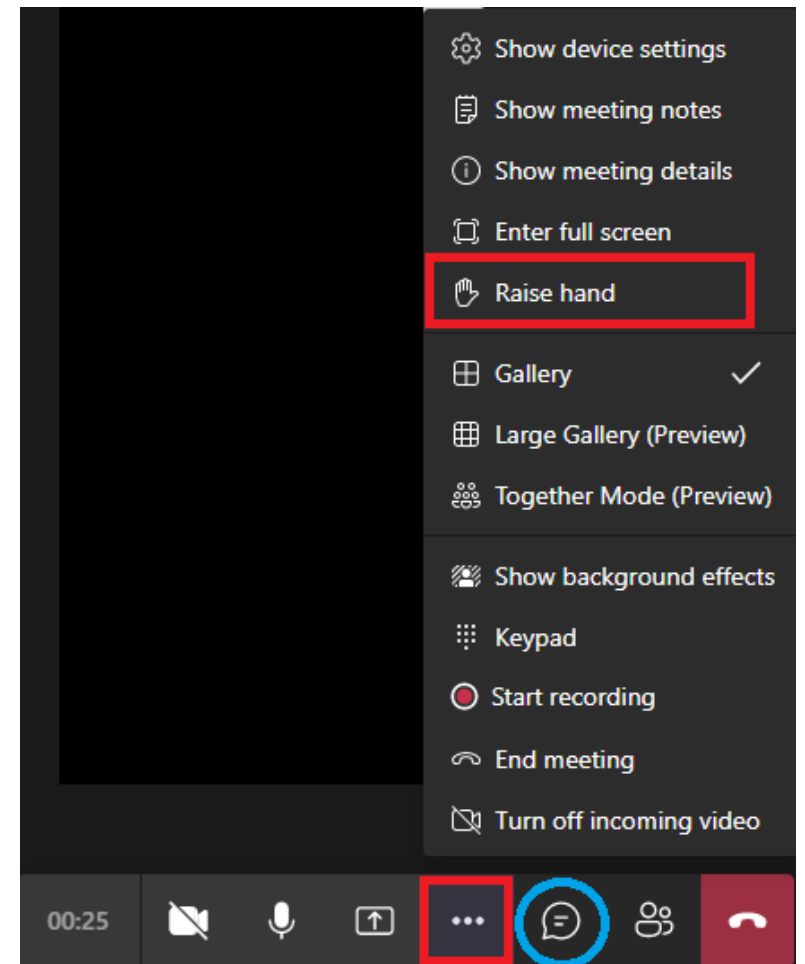 Show device settings
Show meeting notes
Show meeting details
Enter full screen
Raise hand
Gallery
Large Gallery (Preview)
Together Mode (Preview)
Show background effects
Keypad
Start recording
End meeting
Turn off incoming video
00:25